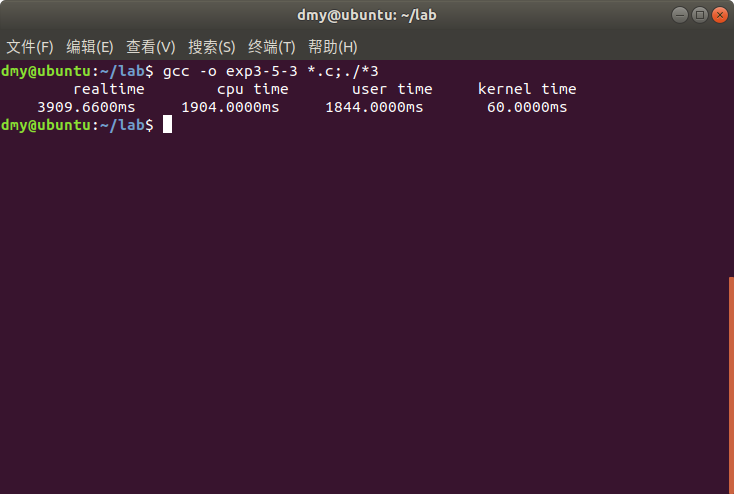 dmy@ubuntu: ~/lab
文件(F) 编辑(E) 查看(V) 搜索(S) 终端(T) 帮助(H)
dmy@ubuntu:~/lab$ gcc -o exp3-5-3 *.c;./*3
realtime cpu time user time kernel time
3909.6600ms 1904.0000ms 1844.0000ms 60.0000ms
dmy@ubuntu:~/lab$